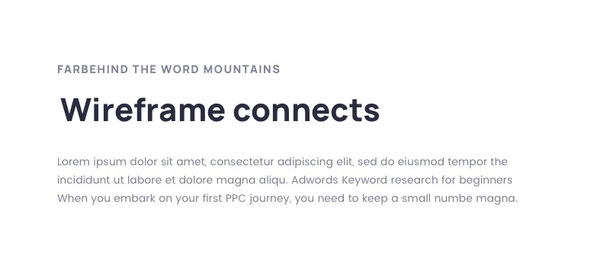 FARBEHIND THE WORD MOUNTAINS
Wireframe connects
Lorem ipsum dolor sit amet, consectetur adipiscing elit, sed do eiusmod tempor the
incididunt ut labore et dolore magna aliqu. Adwords Keyword research for beginners
When you embark on your first PPC journey, you need to keep a small numbe magna.